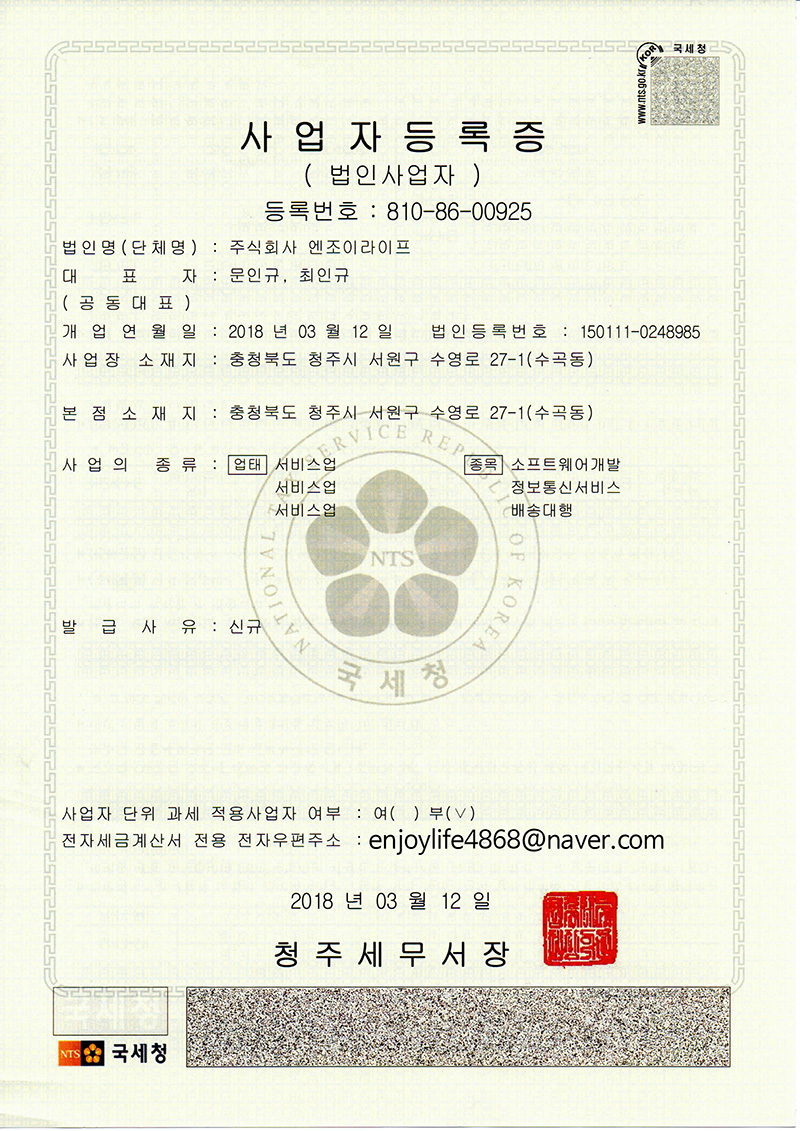 국세청
KOR
www.nts.go.kr
사업자등록증
( 법인사업자 )
등록번호 : 810-86-00925
법인명(단체명) : 주식회사 엔조이라이프
대 표 자 : 문인규, 최인규
( 공 동 대 표 )
개 업 연 월 일 : 2018 년 03 월 12 일 법인등록번호 : 150111-0248985
사업장 소재지 : 충청북도 청주시 서원구 수영로 27-1(수곡동)
본 점 소 재 지 : 충청북도 청주시 서원구 수영로 27-1(수곡동)
사 업 의 종 류 : 업태 서비스업 종목 소프트웨어개발
서비스업 정보통신서비스
서비스업 배송대행
NATIONAL TAX SERVICE REPUBLIC OF KOREA
NTS
국세청
발 급 사 유 : 신규
사업자 단위 과세 적용사업자 여부 : 여( ) 부(∨)
전자세금계산서 전용 전자우편주소 : enjoylife4868@naver.com
2018 년 03 월 12 일
청주세무서장
국세청
NTS 국세청